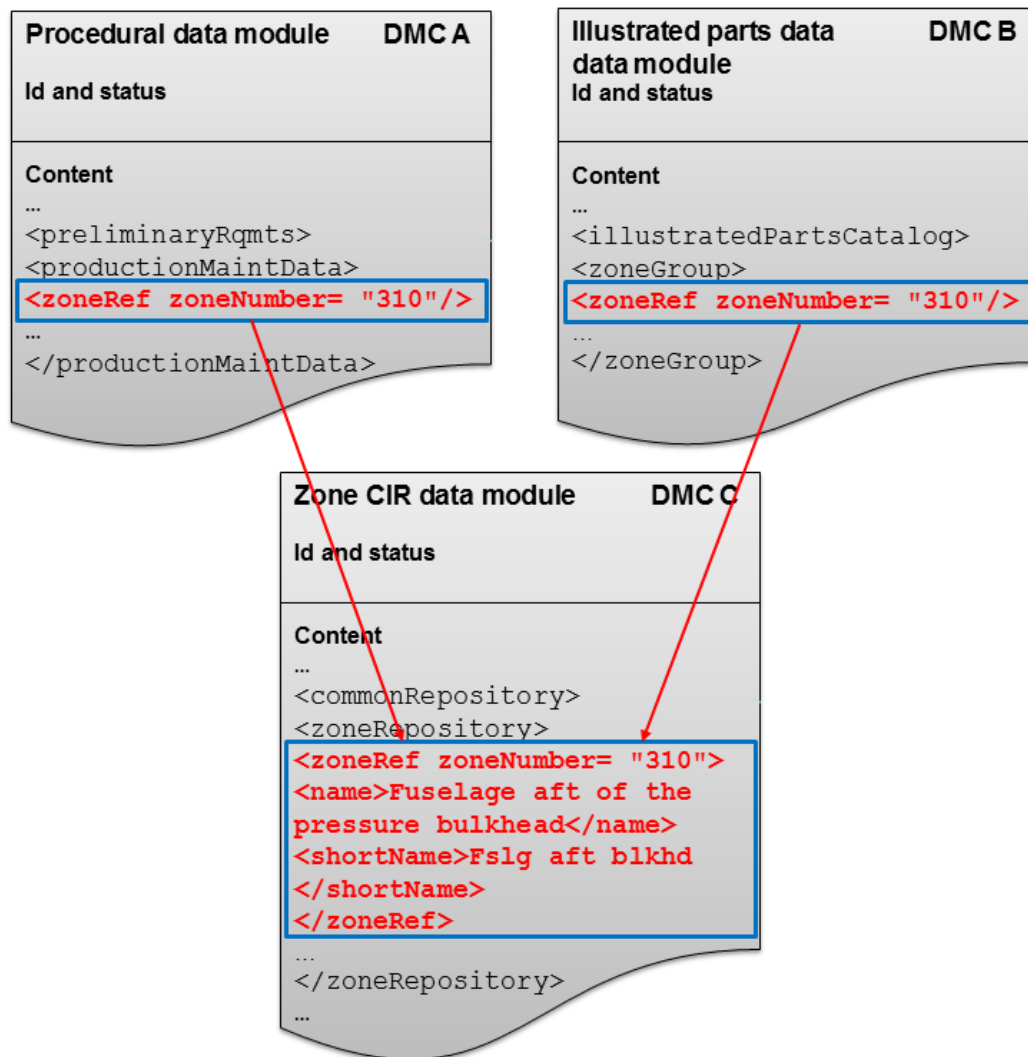 Procedural data module DMC A
Id and status
Content
...
<preliminaryRqmts>
<productionMaintData>
<zoneRef zoneNumber= "310"/>
...
</productionMaintData>
Illustrated parts data DMC B
data module
Id and status
Content
...
<illustratedPartsCatalog>
<zoneGroup>
<zoneRef zoneNumber= "310"/>
...
</zoneGroup>
Zone CIR data module DMC C
Id and status
Content
...
<commonRepository>
<zoneRepository>
<zoneRef zoneNumber= "310">
<name>Fuselage aft of the
pressure bulkhead</name>
<shortName>Fslg aft blkhd
</shortName>
</zoneRef>
...
</zoneRepository>
...